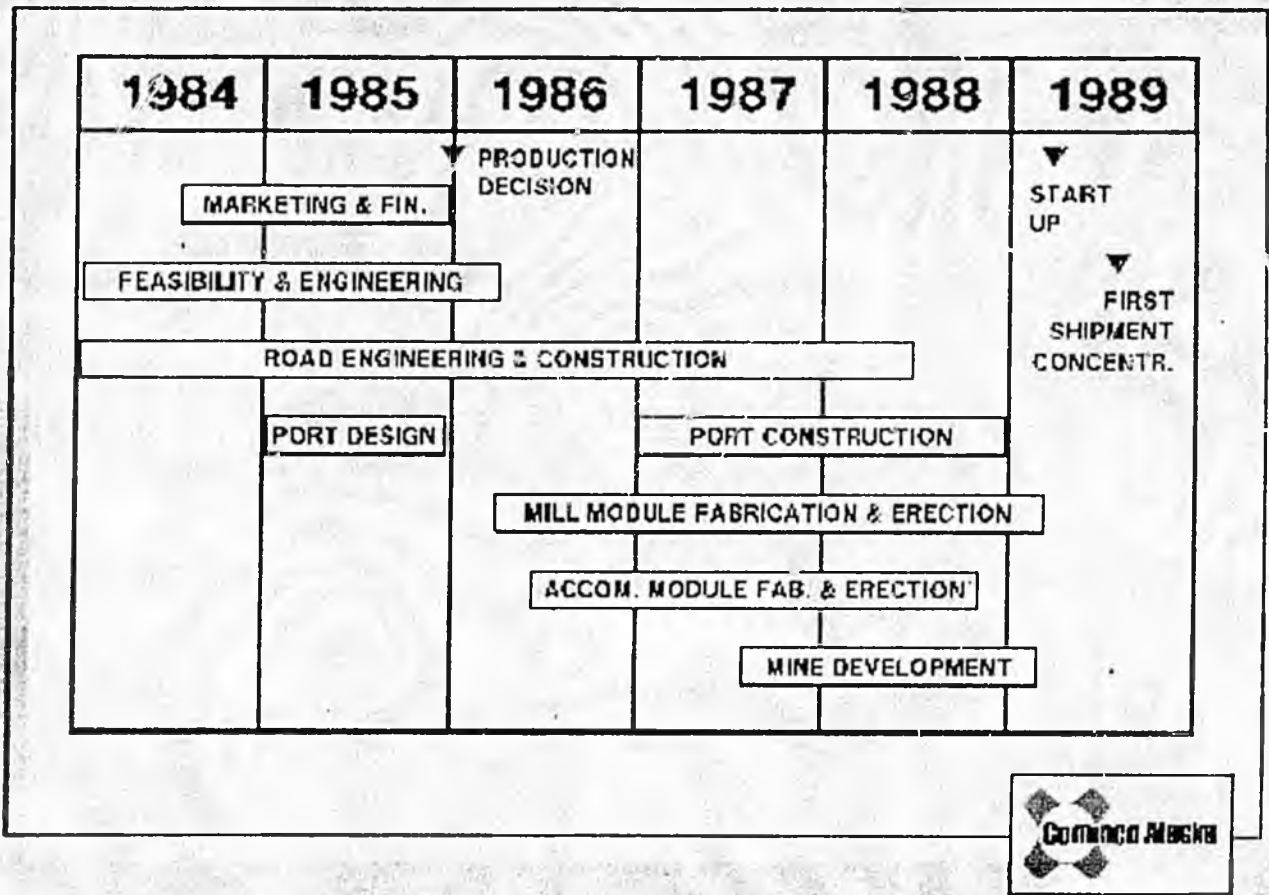 1984 1985 1986 1987 1988 1989
PRODUCTION
DECISION
START
UP
MARKETING & FIN.
FEASIBILITY & ENGINEERING
FIRST
SHIPMENT
CONCENTR.
ROAD ENGINEERING & CONSTRUCTION
PORT DESIGN
PORT CONSTRUCTION
MILL MODULE FABRICATION & ERECTION
ACCOM. MODULE FAB. & ERECTION
MINE DEVELOPMENT
Cominco Alaska